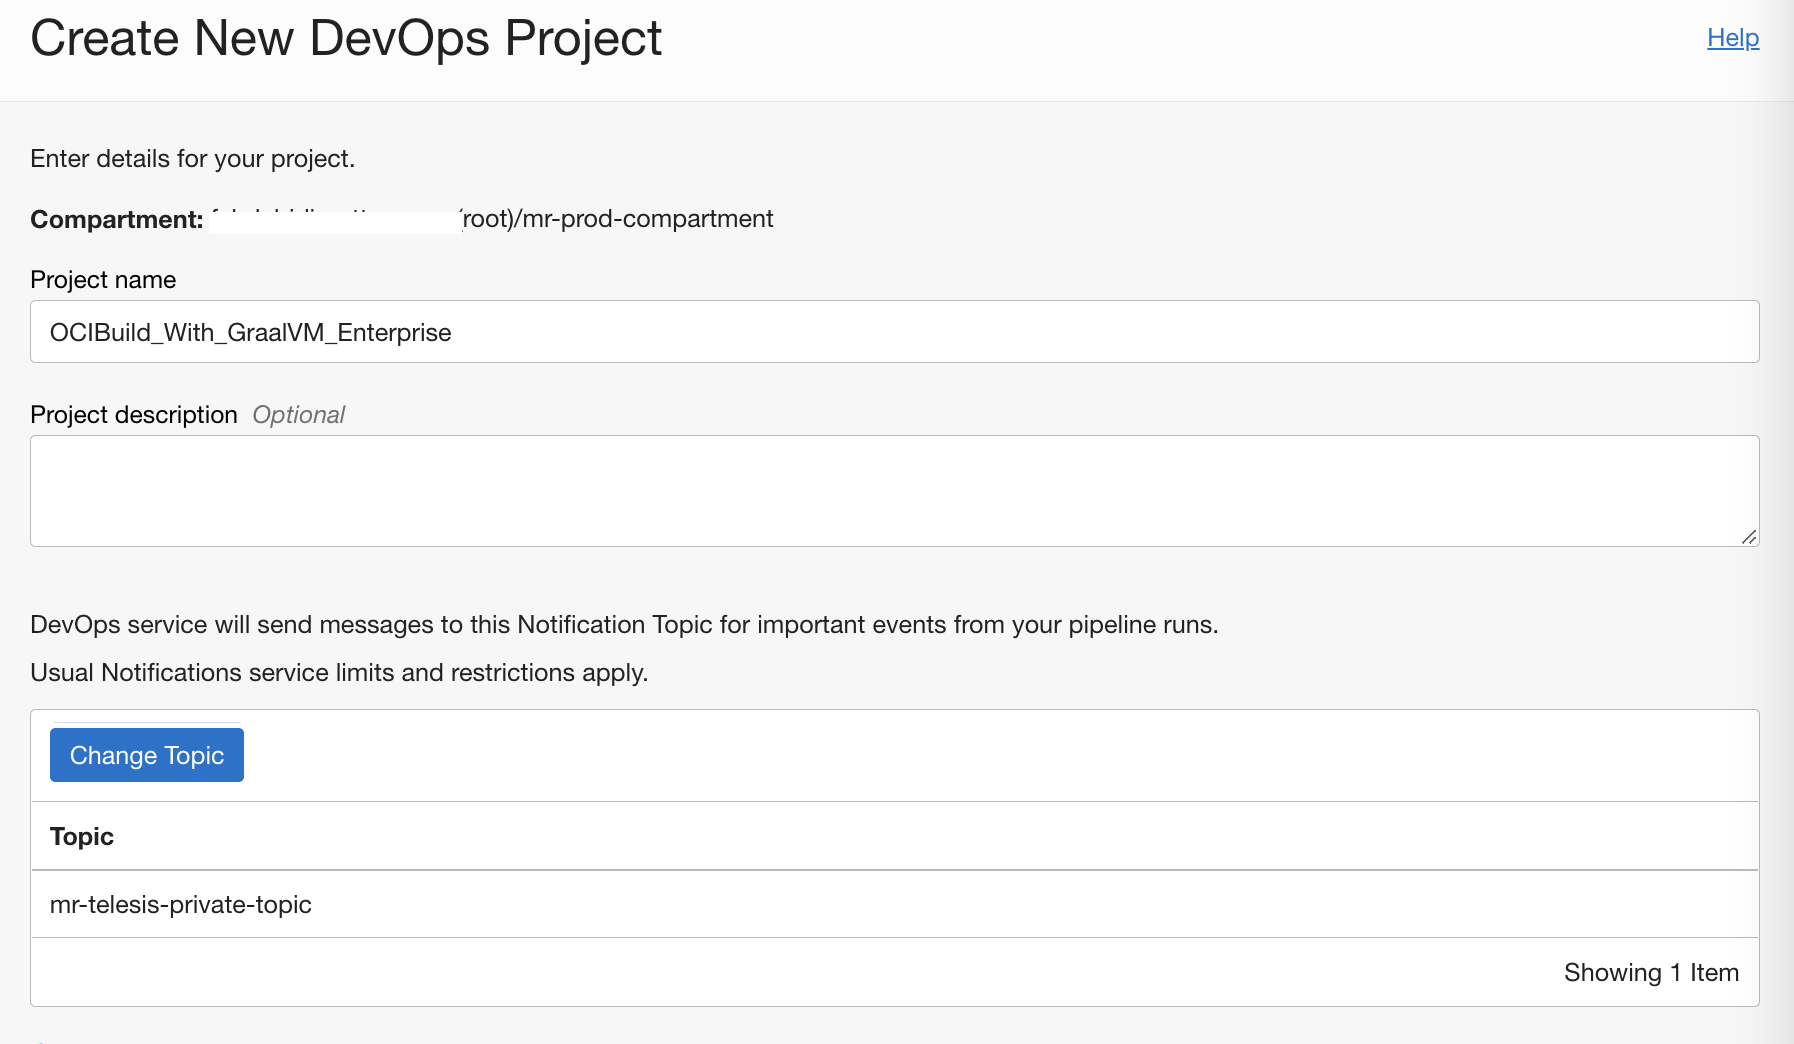 Create New DevOps Project
Help
Enter details for your project.
Compartment: (root)/mr-prod-compartment
Project name
OCIBuild_With_GraalVM_Enterprise
Project description Optional
DevOps service will send messages to this Notification Topic for important events from your pipeline runs.
Usual Notifications service limits and restrictions apply.
Change Topic
Topic
mr-telesis-private-topic
Showing 1 Item